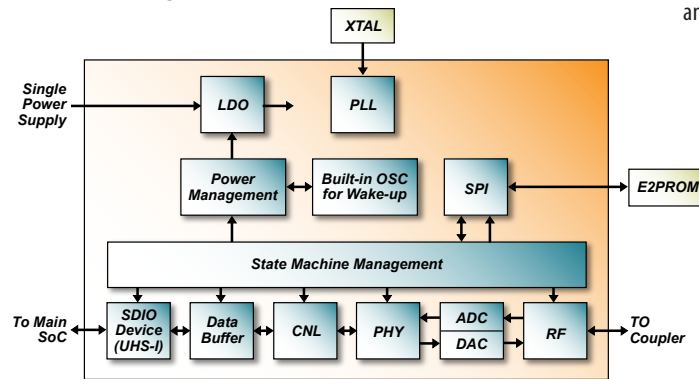 XTAL
ar
Single
Power
Supply
LDO
PLL
Power
Management
Built-in OSC
for Wake-up
SPI
E2PROM
State Machine Management
To Main
SoC
SDIO
Device
(UHS-I)
Data
Buffer
CNL
PHY
ADC
DAC
RF
TO
Coupler